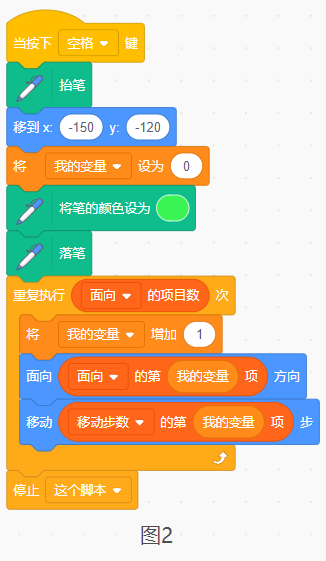 当按下 空格 键
抬笔
移到 x: -150 y: -120
将 我的变量 设为 0
将笔的颜色设为
落笔
重复执行 面向 的项目数 次
将 我的变量 增加 1
面向 面向 的第 我的变量 项 方向
移动 移动步数 的第 我的变量 项 步
停止 这个脚本
图2